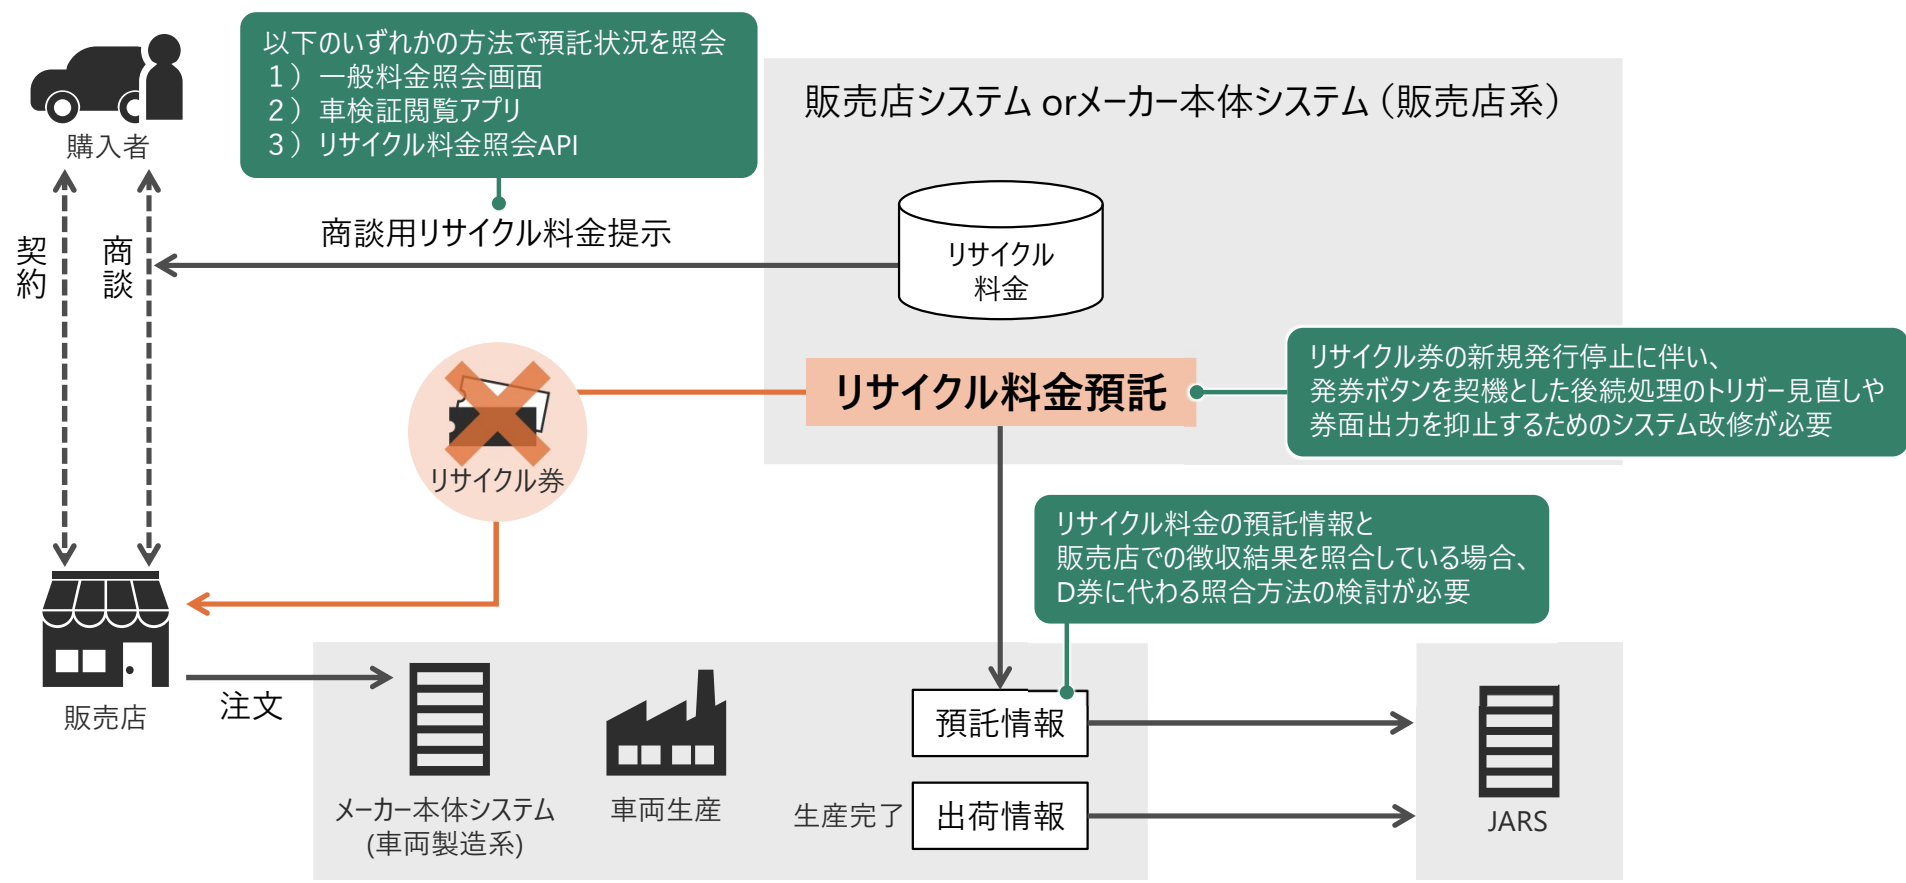 以下のいずれかの方法で預託状況を照会
１）一般料金照会画面
２）車検証閲覧アプリ
３）リサイクル料金照会API
購入者
販売店システム orメーカー本体システム（販売店系）
契約
商談
商談用リサイクル料金提示
リサイクル
料金
リサイクル料金預託
リサイクル券の新規発行停止に伴い、
発券ボタンを契機とした後続処理のトリガー見直しや
券面出力を抑止するためのシステム改修が必要
リサイクル券
リサイクル料金の預託情報と
販売店での徴収結果を照合している場合、
D券に代わる照合方法の検討が必要
販売店
注文
メーカー本体システム
(車両製造系)
車両生産
預託情報
生産完了
出荷情報
JARS